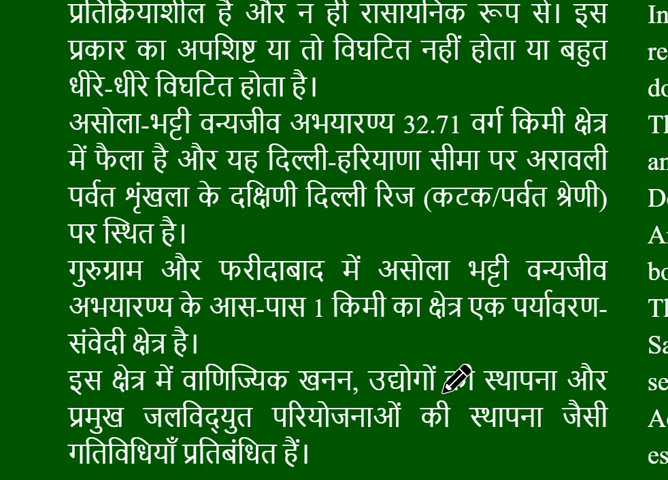 प्रतिक्रियाशील है और न ही रासायनिक रूप से। इस
प्रकार का अपशिष्ट या तो विघटित नहीं होता या बहुत
धीरे-धीरे विघटित होता है।
असोला-भट्टी वन्यजीव अभयारण्य 32.71 वर्ग किमी क्षेत्र
में फैला है और यह दिल्ली-हरियाणा सीमा पर अरावली
पर्वत शृंखला के दक्षिणी दिल्ली रिज (कटक/पर्वत श्रेणी)
पर स्थित है।
गुरुग्राम और फरीदाबाद में असोला भट्टी वन्यजीव
अभयारण्य के आस-पास 1 किमी का क्षेत्र एक पर्यावरण-
संवेदी क्षेत्र है।
इस क्षेत्र में वाणिज्यिक खनन, उद्योगों स्थापना और
प्रमुख जलविद्युत परियोजनाओं की स्थापना जैसी
गतिविधियाँ प्रतिबंधित हैं।